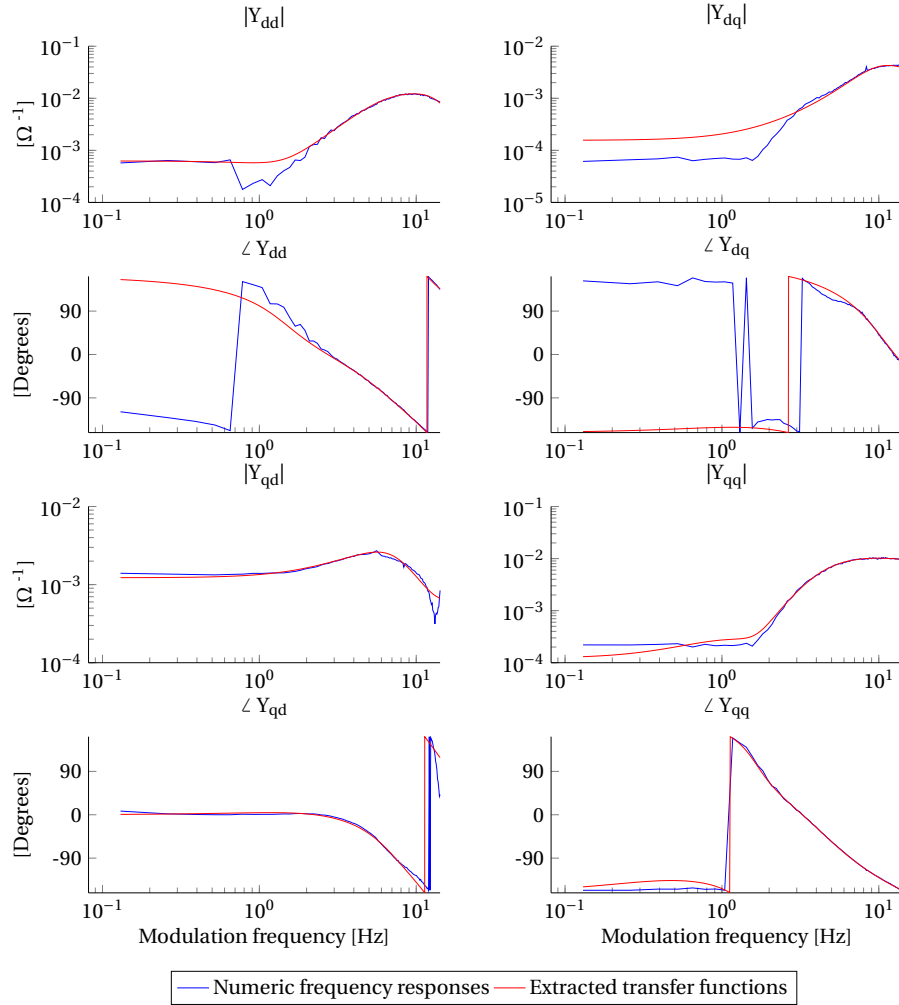 |Y_dd| |Y_dq|
10^−1 10^−2
10^−2 10^−3
10^−3 10^−4
10^−4 10^−5
[Ω^-1]
10^−1 10^0 10^1 10^−1 10^0 10^1
∠ Y_dd ∠ Y_dq
90 90
0 0
-90 -90
[Degrees]
10^−1 10^0 10^1 10^−1 10^0 10^1
|Y_qd| |Y_qq|
10^−2 10^−1
10^−2
10^−3
10^−3
10^−4 10^−4
[Ω^-1]
10^−1 10^0 10^1 10^−1 10^0 10^1
∠ Y_qd ∠ Y_qq
90 90
0 0
-90 -90
[Degrees]
10^−1 10^0 10^1 10^−1 10^0 10^1
Modulation frequency [Hz] Modulation frequency [Hz]
Numeric frequency responses Extracted transfer functions